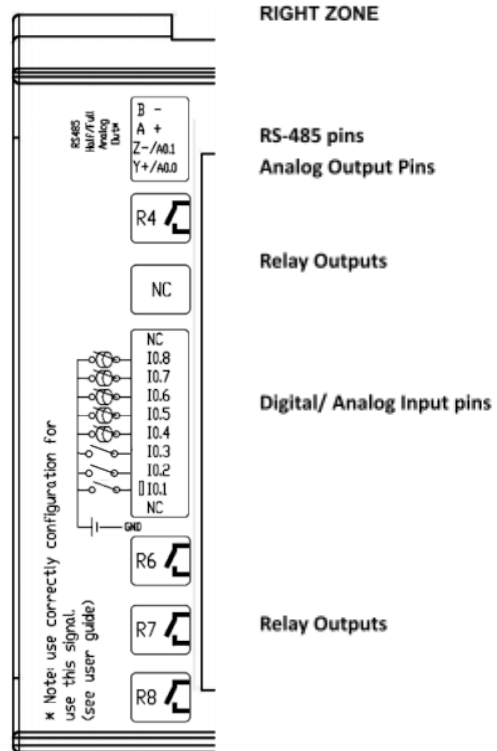 RIGHT ZONE
RS485
Half/Full
Analog
Out*
B -
A +
Z-/A0.1
Y+/A0.0
RS-485 pins
Analog Output Pins
R4
Relay Outputs
NC
NC
I0.8
I0.7
I0.6
I0.5
I0.4
I0.3
I0.2
I0.1
NC
GND
Digital/ Analog Input pins
R6
R7
Relay Outputs
R8
* Note: use correctly configuration for
use this signal.
(see user guide)